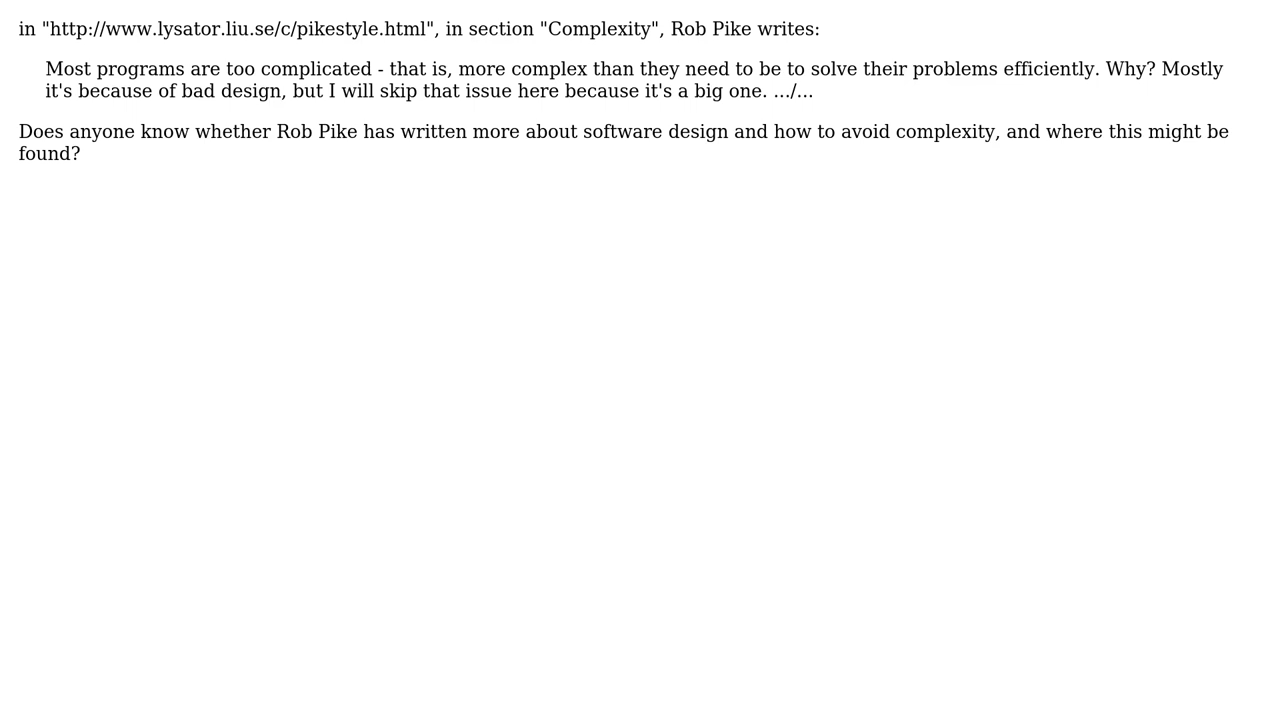 in "http://www.lysator.liu.se/c/pikestyle.html", in section "Complexity", Rob Pike writes:
Most programs are too complicated - that is, more complex than they need to be to solve their problems efficiently. Why? Mostly
it's because of bad design, but I will skip that issue here because it's a big one. .../...
Does anyone know whether Rob Pike has written more about software design and how to avoid complexity, and where this might be
found?